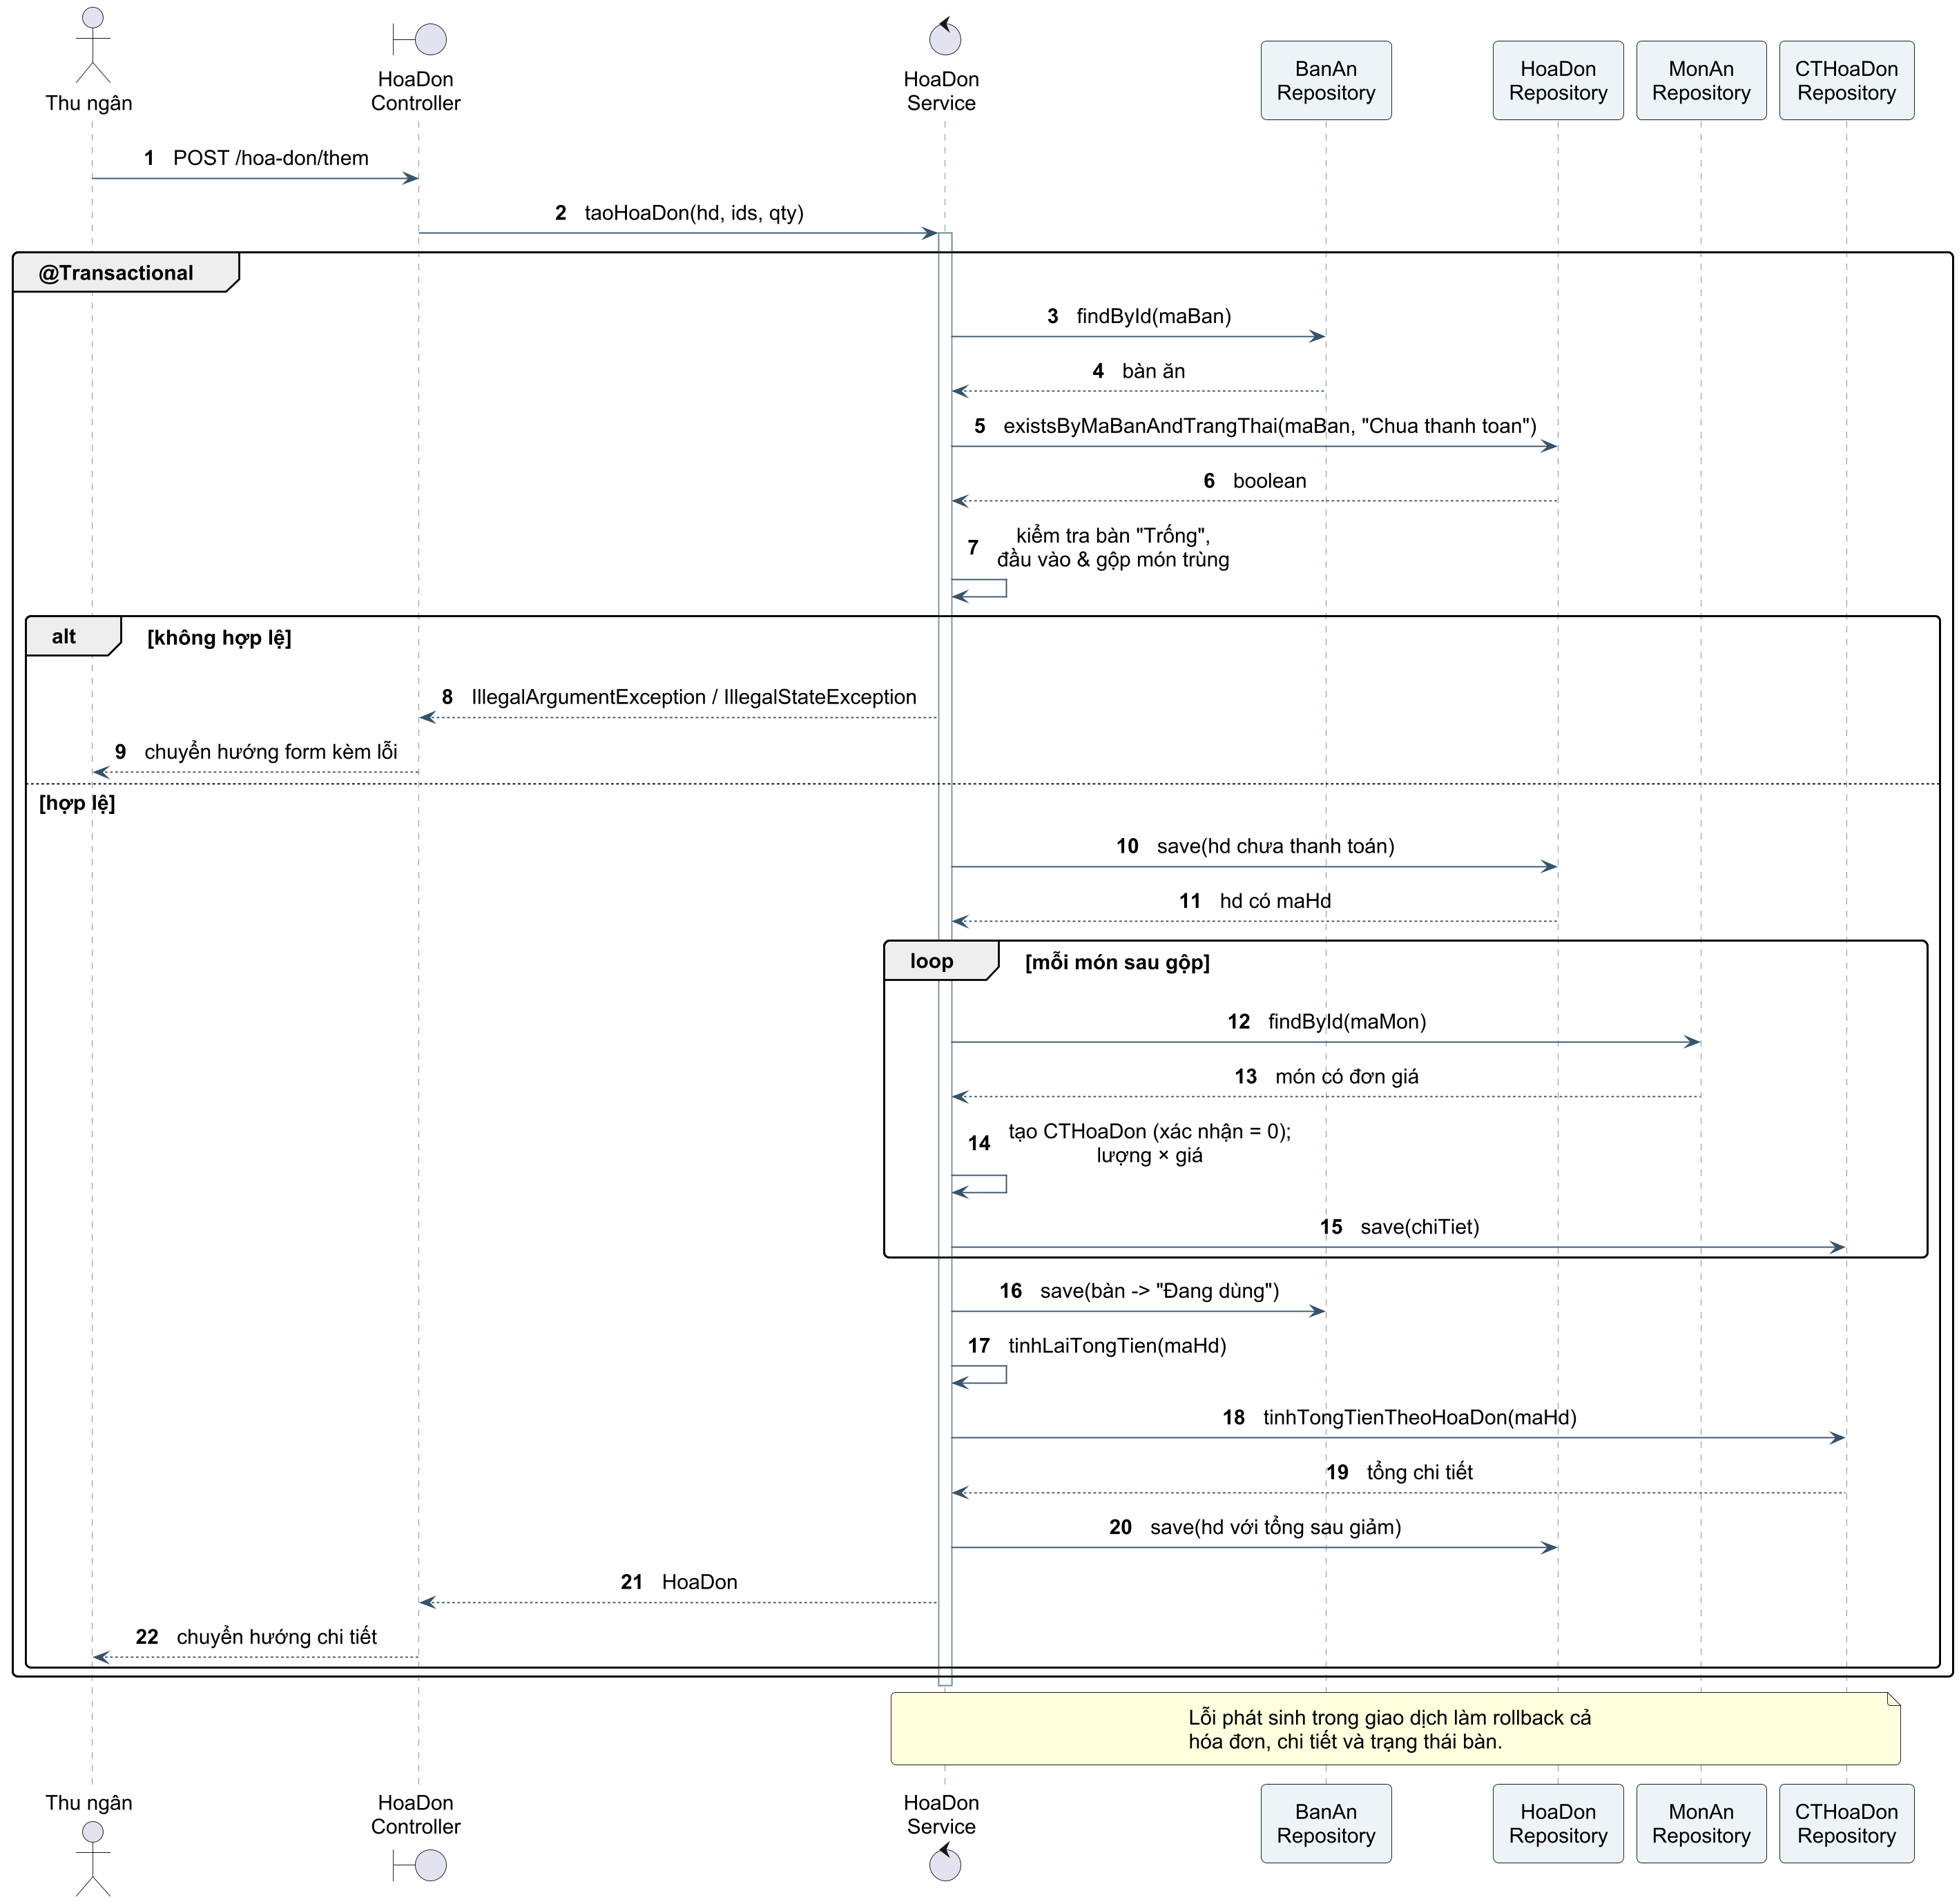 Thu ngân
HoaDon
Controller
HoaDon
Service
BanAn
Repository
HoaDon
Repository
MonAn
Repository
CTHoaDon
Repository
1 POST /hoa-don/them
2 taoHoaDon(hd, ids, qty)
@Transactional
3 findById(maBan)
4 bàn ăn
5 existsByMaBanAndTrangThai(maBan, "Chua thanh toan")
6 boolean
7 kiểm tra bàn "Trống",
đầu vào & gộp món trùng
alt [không hợp lệ]
8 IllegalArgumentException / IllegalStateException
9 chuyển hướng form kèm lỗi
[hợp lệ]
10 save(hd chưa thanh toán)
11 hd có maHd
loop [mỗi món sau gộp]
12 findById(maMon)
13 món có đơn giá
14 tạo CTHoaDon (xác nhận = 0);
lượng × giá
15 save(chiTiet)
16 save(bàn -> "Đang dùng")
17 tinhLaiTongTien(maHd)
18 tinhTongTienTheoHoaDon(maHd)
19 tổng chi tiết
20 save(hd với tổng sau giảm)
21 HoaDon
22 chuyển hướng chi tiết
Lỗi phát sinh trong giao dịch làm rollback cả
hóa đơn, chi tiết và trạng thái bàn.
Thu ngân
HoaDon
Controller
HoaDon
Service
BanAn
Repository
HoaDon
Repository
MonAn
Repository
CTHoaDon
Repository